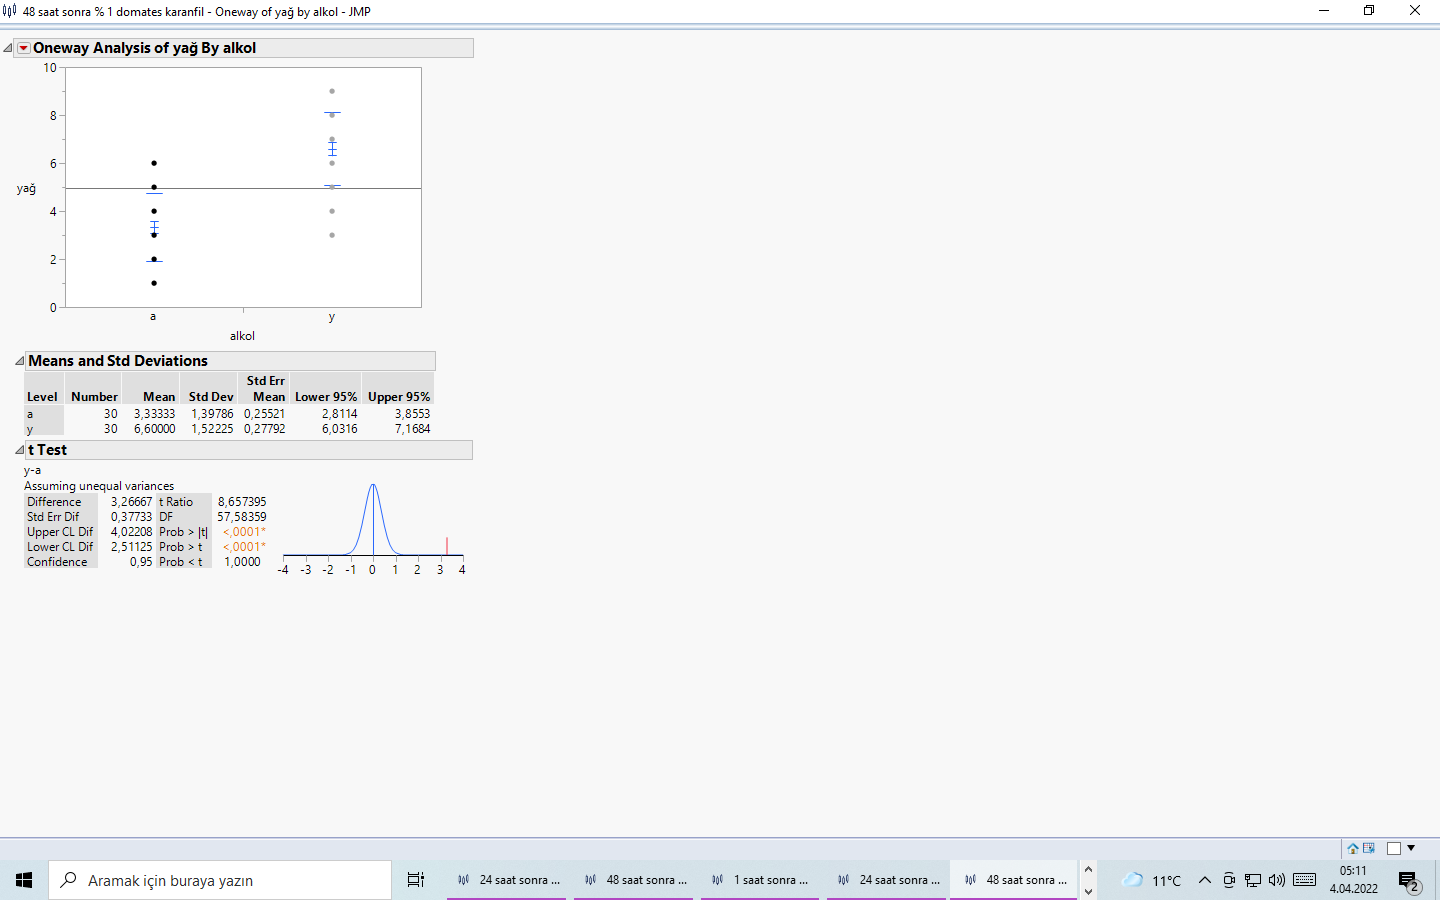 48 saat sonra % 1 domates karanfil - Oneway of yağ by alkol - JMP
Oneway Analysis of yağ By alkol
10
8
6
yağ
4
2
0
a y
alkol
Means and Std Deviations
Level Number Mean Std Dev Std Err Mean Lower 95% Upper 95%
a 30 3,33333 1,39786 0,25521 2,8114 3,8553
y 30 6,60000 1,52225 0,27792 6,0316 7,1684
t Test
y-a
Assuming unequal variances
Difference 3,26667 t Ratio 8,657395
Std Err Dif 0,37733 DF 57,58359
Upper CL Dif 4,02208 Prob > |t| <,0001*
Lower CL Dif 2,51125 Prob > t <,0001*
Confidence 0,95 Prob < t 1,0000
-4 -3 -2 -1 0 1 2 3 4
Aramak için buraya yazın
24 saat sonra ...
48 saat sonra ...
1 saat sonra ...
24 saat sonra ...
48 saat sonra ...
11°C
05:11
4.04.2022
2